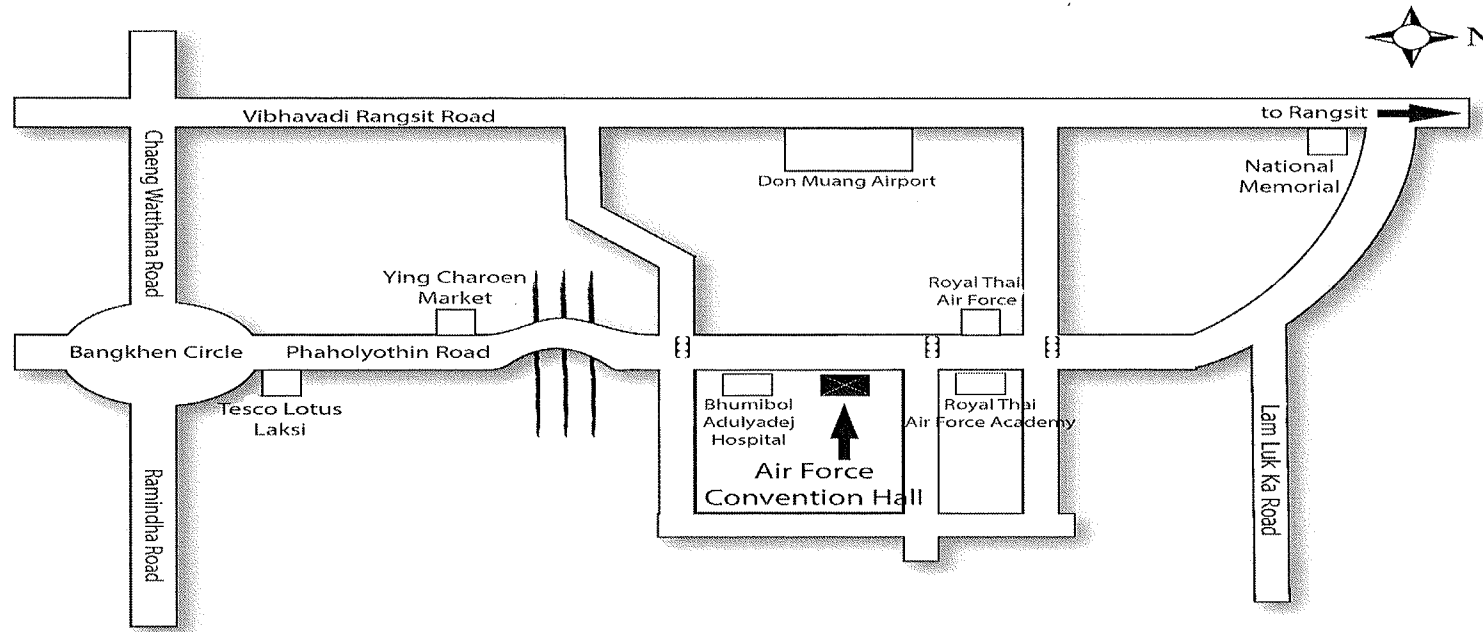 N
Vibhavadi Rangsit Road
to Rangsit
Chaeng Watthana Road
National
Memorial
Don Muang Airport
Ying Charoen
Market
Royal Thai
Air Force
Bangkhen Circle
Phaholyothin Road
Tesco Lotus
Laksi
Bhumibol
Adulyadej
Hospital
Royal Thai
Air Force Academy
Air Force
Convention Hall
Ramindha Road
Lam Luk Ka Road